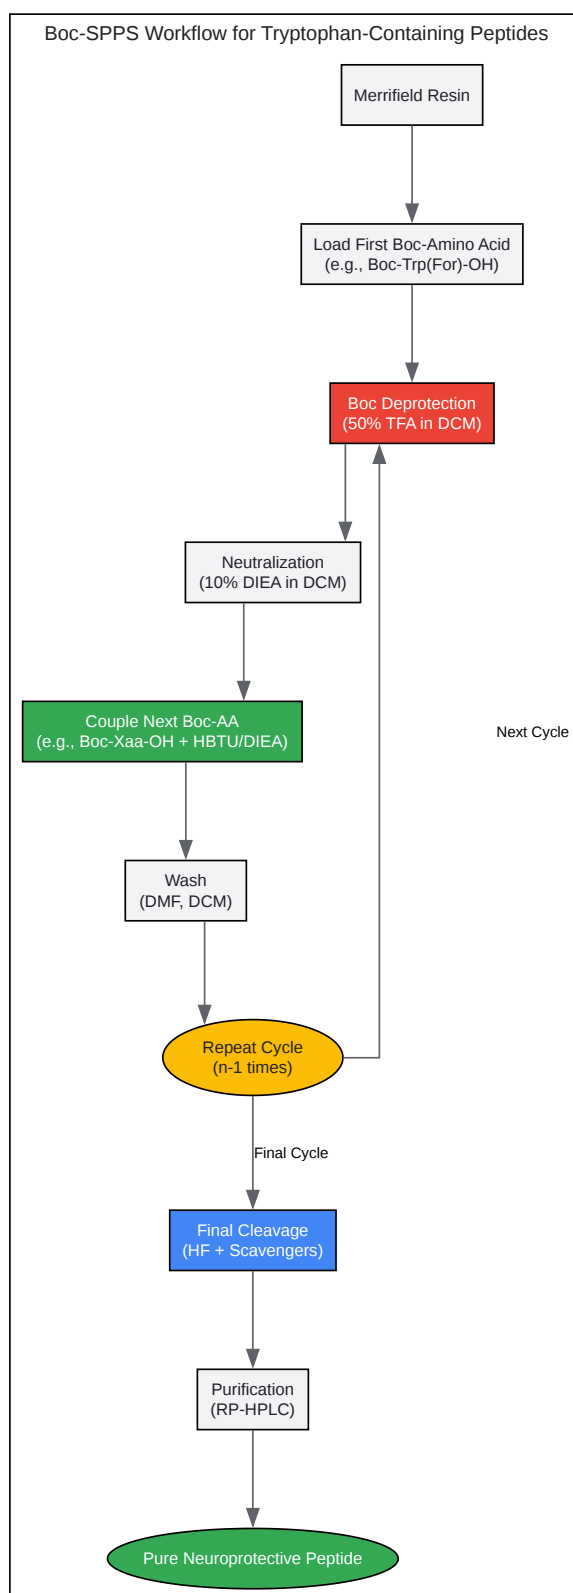 Boc-SPPS Workflow for Tryptophan-Containing Peptides
Merrifield Resin
Load First Boc-Amino Acid
(e.g., Boc-Trp(For)-OH)
Boc Deprotection
(50% TFA in DCM)
Neutralization
(10% DIEA in DCM)
Couple Next Boc-AA
(e.g., Boc-Xaa-OH + HBTU/DIEA)
Next Cycle
Wash
(DMF, DCM)
Repeat Cycle
(n-1 times)
Final Cycle
Final Cleavage
(HF + Scavengers)
Purification
(RP-HPLC)
Pure Neuroprotective Peptide